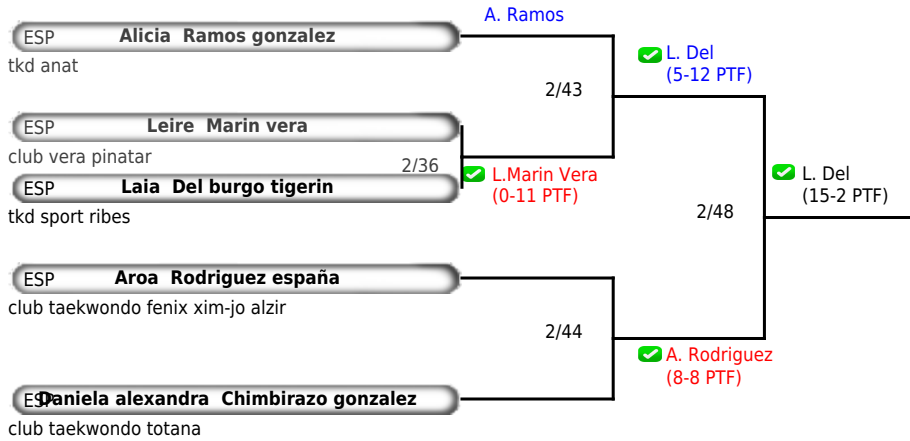 A. Ramos
ESP Alicia Ramos gonzalez
tkd anat
L. Del
(5-12 PTF)
2/43
ESP Leire Marin vera
club vera pinatar
2/36
L.Marin Vera
(0-11 PTF)
ESP Laia Del burgo tigerin
tkd sport ribes
L. Del
(15-2 PTF)
2/48
ESP Aroa Rodriguez españa
club taekwondo fenix xim-jo alzir
2/44
A. Rodriguez
(8-8 PTF)
ESP Daniela alexandra Chimbirazo gonzalez
club taekwondo totana